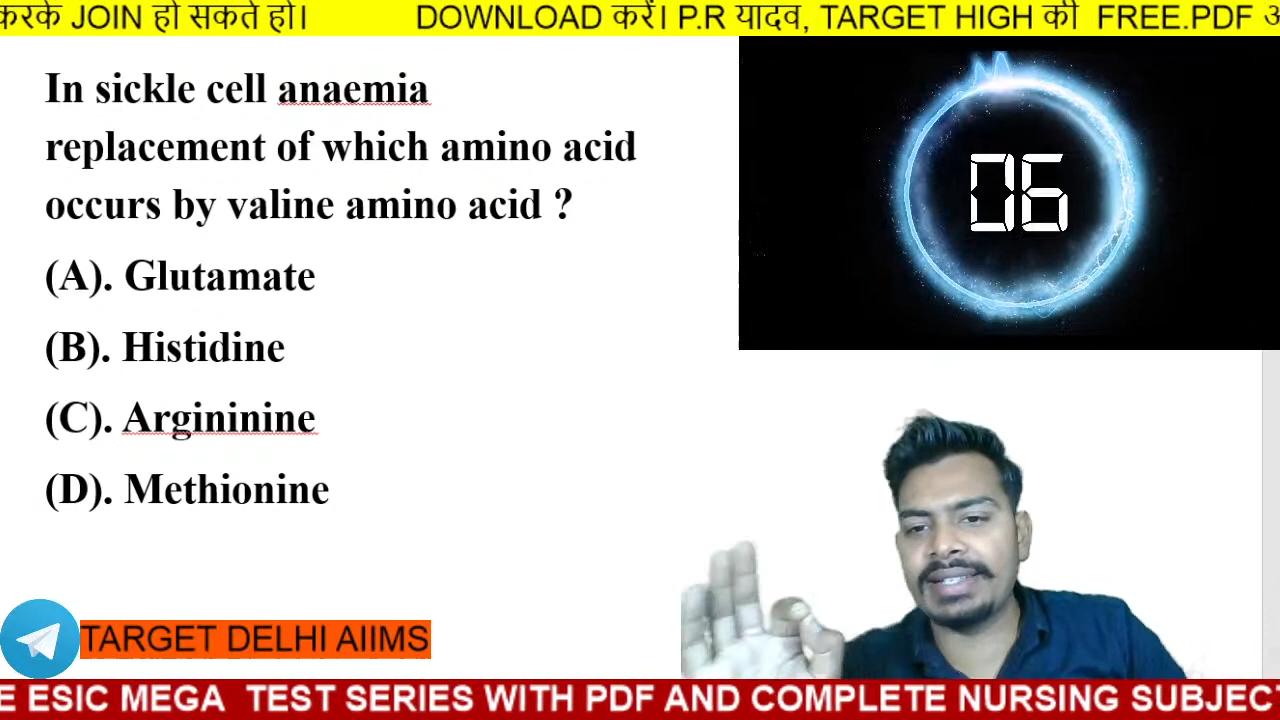 करके JOIN हो सकते हो। DOWNLOAD करें। P.R यादव, TARGET HIGH की FREE.PDF
In sickle cell anaemia
replacement of which amino acid
occurs by valine amino acid ?
(A). Glutamate
(B). Histidine
(C). Argininine
(D). Methionine
06
TARGET DELHI AIIMS
E ESIC MEGA TEST SERIES WITH PDF AND COMPLETE NURSING SUBJECT